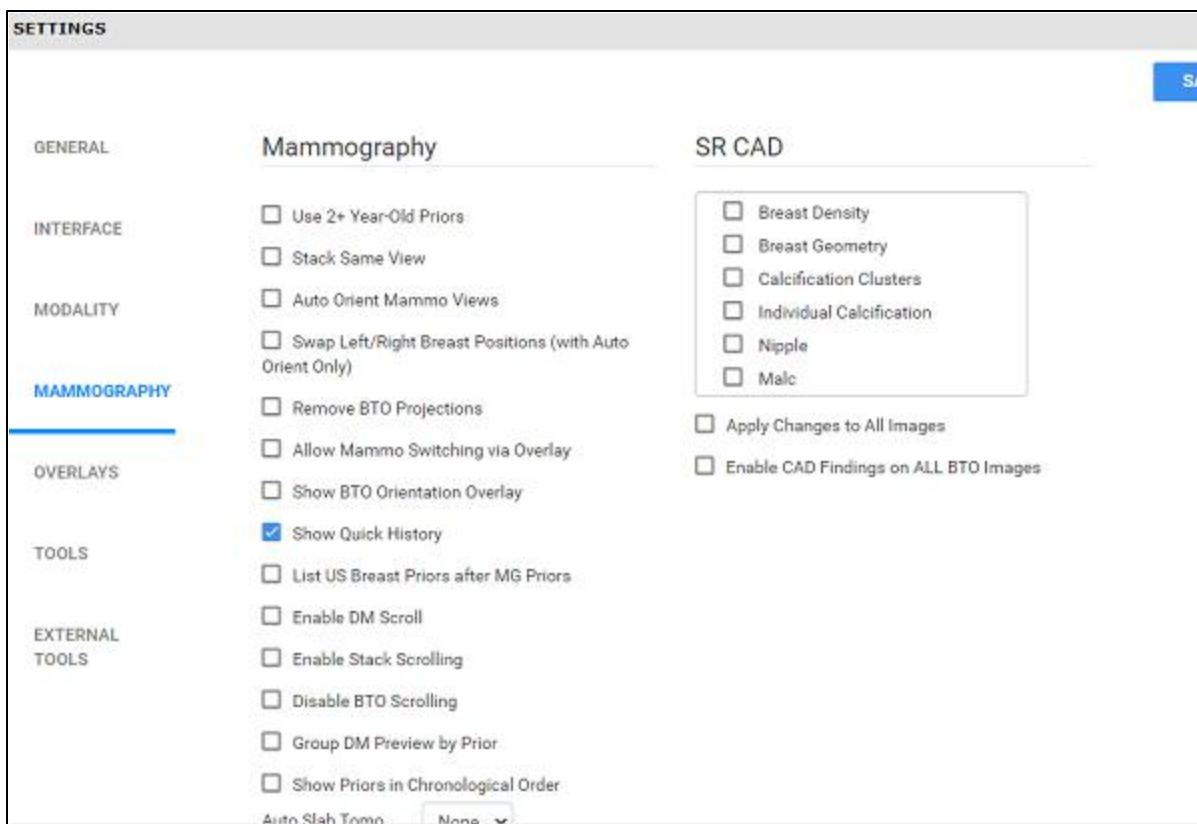 SETTINGS
SA
GENERAL
INTERFACE
MODALITY
MAMMOGRAPHY
OVERLAYS
TOOLS
EXTERNAL
TOOLS
Mammography
Use 2+ Year-Old Priors
Stack Same View
Auto Orient Mammo Views
Swap Left/Right Breast Positions (with Auto
Orient Only)
Remove BTO Projections
Allow Mammo Switching via Overlay
Show BTO Orientation Overlay
Show Quick History
List US Breast Priors after MG Priors
Enable DM Scroll
Enable Stack Scrolling
Disable BTO Scrolling
Group DM Preview by Prior
Show Priors in Chronological Order
Auto Slab Tomo None
SR CAD
Breast Density
Breast Geometry
Calcification Clusters
Individual Calcification
Nipple
Malc
Apply Changes to All Images
Enable CAD Findings on ALL BTO Images